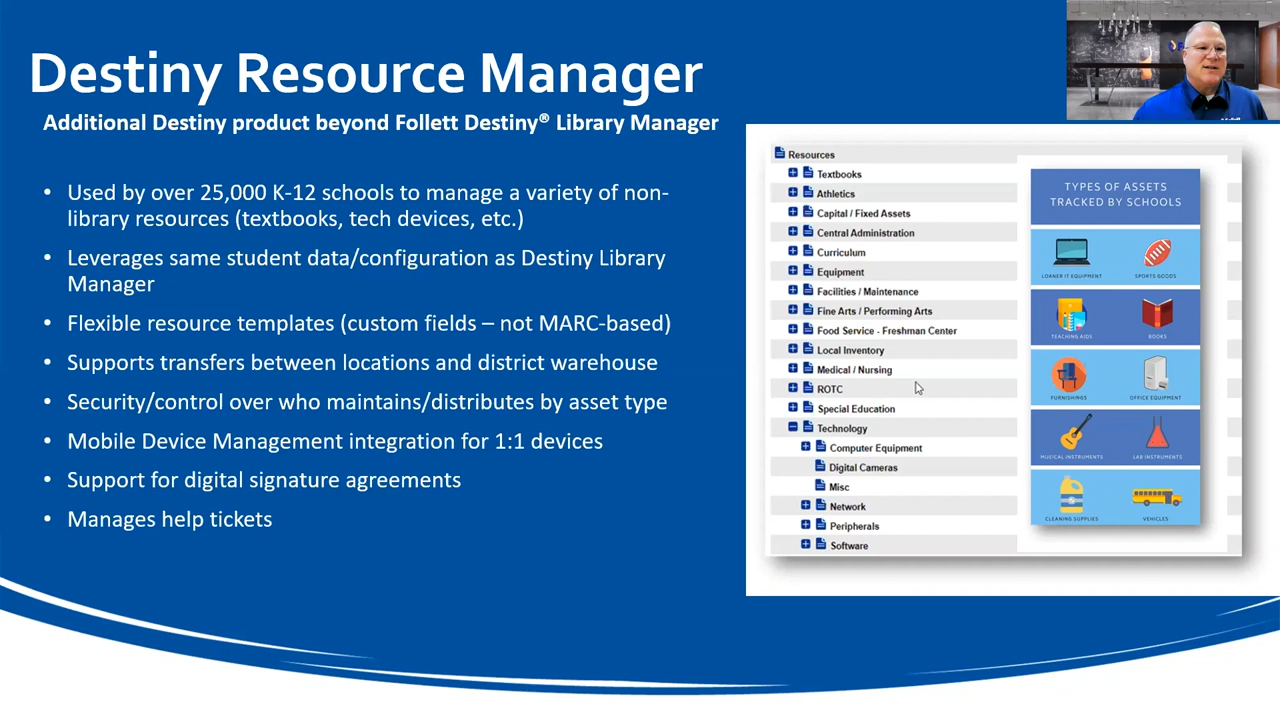 Destiny Resource Manager
Additional Destiny product beyond Follett Destiny® Library Manager
• Used by over 25,000 K-12 schools to manage a variety of non-
library resources (textbooks, tech devices, etc.)
• Leverages same student data/configuration as Destiny Library
Manager
• Flexible resource templates (custom fields – not MARC-based)
• Supports transfers between locations and district warehouse
• Security/control over who maintains/distributes by asset type
• Mobile Device Management integration for 1:1 devices
• Support for digital signature agreements
• Manages help tickets
Resources
Textbooks
Athletics
Capital / Fixed Assets
Central Administration
Curriculum
Equipment
Facilities / Maintenance
Fine Arts / Performing Arts
Food Service - Freshman Center
Local Inventory
Medical / Nursing
ROTC
Special Education
Technology
Computer Equipment
Digital Cameras
Misc
Network
Peripherals
Software
TYPES OF ASSETS
TRACKED BY SCHOOLS
LOANER IT EQUIPMENT
SPORTS GOODS
TEACHING AIDS
BOOKS
FURNISHINGS
OFFICE EQUIPMENT
MUSICAL INSTRUMENTS
LAB INSTRUMENTS
CLEANING SUPPLIES
VEHICLES